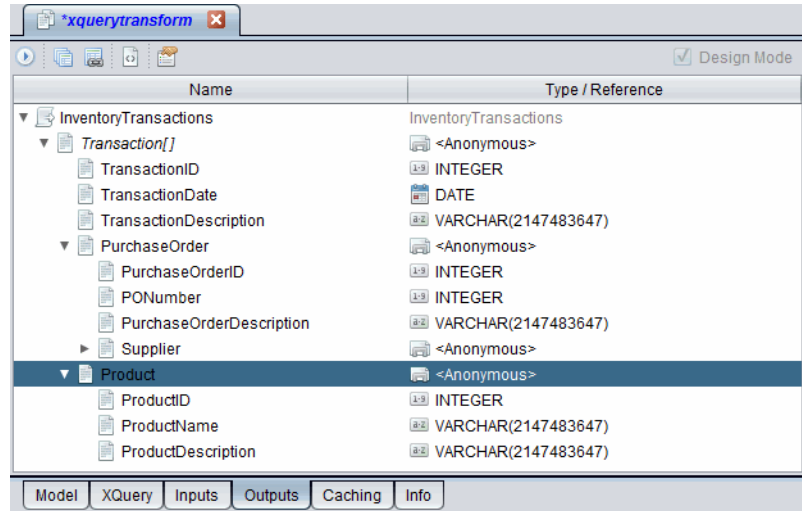 *xquerytransform
Design Mode
Name Type / Reference
InventoryTransactions InventoryTransactions
Transaction[] <Anonymous>
TransactionID 1-9 INTEGER
TransactionDate DATE
TransactionDescription a-z VARCHAR(2147483647)
PurchaseOrder <Anonymous>
PurchaseOrderID 1-9 INTEGER
PONumber 1-9 INTEGER
PurchaseOrderDescription a-z VARCHAR(2147483647)
Supplier <Anonymous>
Product <Anonymous>
ProductID 1-9 INTEGER
ProductName a-z VARCHAR(2147483647)
ProductDescription a-z VARCHAR(2147483647)
Model XQuery Inputs Outputs Caching Info